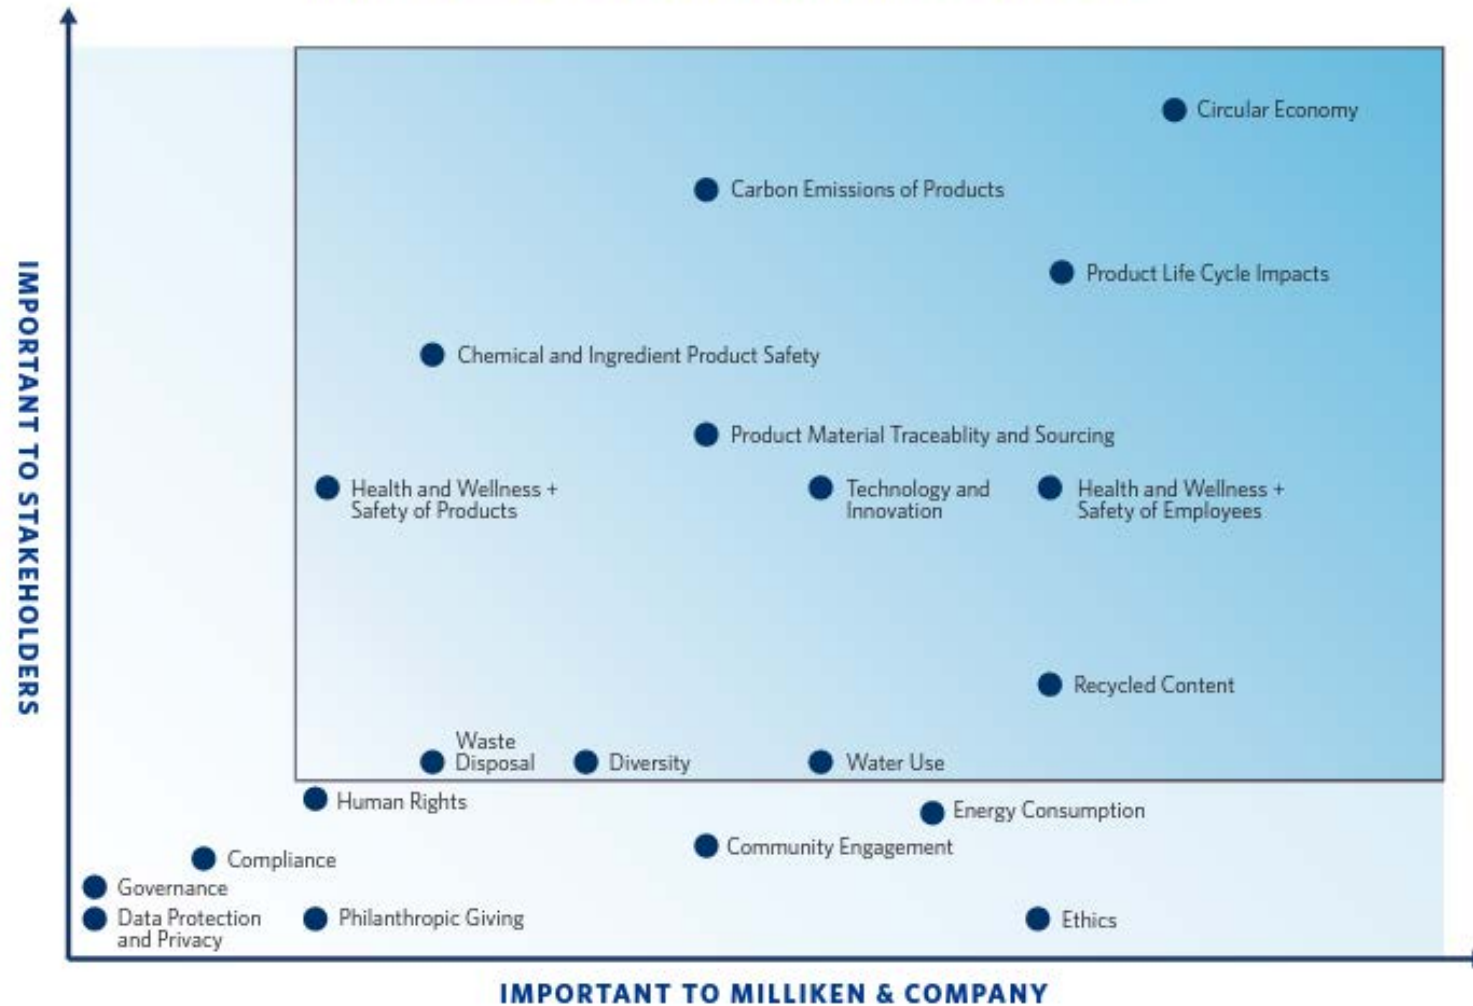 Circular Economy
Carbon Emissions of Products
Product Life Cycle Impacts
Chemical and Ingredient Product Safety
Product Material Traceablity and Sourcing
Health and Wellness +
Safety of Products
Technology and
Innovation
Health and Wellness +
Safety of Employees
Recycled Content
Waste
Disposal
Diversity
Water Use
Human Rights
Energy Consumption
Community Engagement
Compliance
Governance
Data Protection
and Privacy
Philanthropic Giving
Ethics
IMPORTANT TO STAKEHOLDERS
IMPORTANT TO MILLIKEN & COMPANY